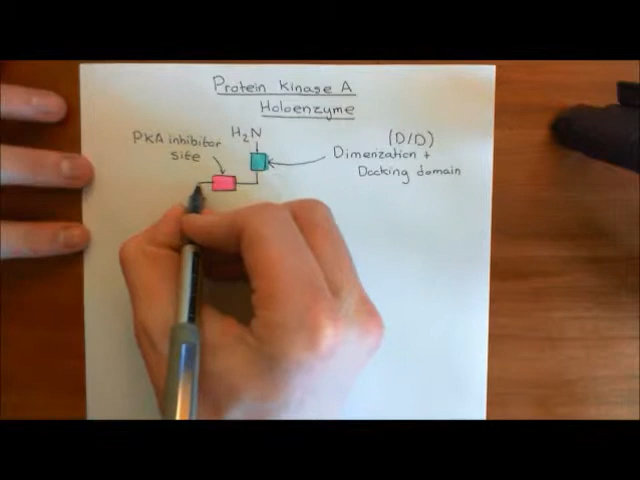 Protein Kinase A
Holoenzyme
H2N
PKA inhibitor
site
(D/D)
Dimerization +
Docking domain